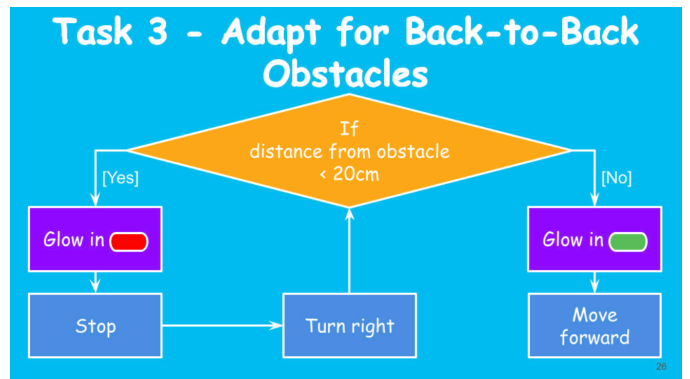 Task 3 - Adapt for Back-to-Back
Obstacles
If
distance from obstacle
< 20cm
[Yes]
[No]
Glow in
Glow in
Stop
Turn right
Move
forward
26